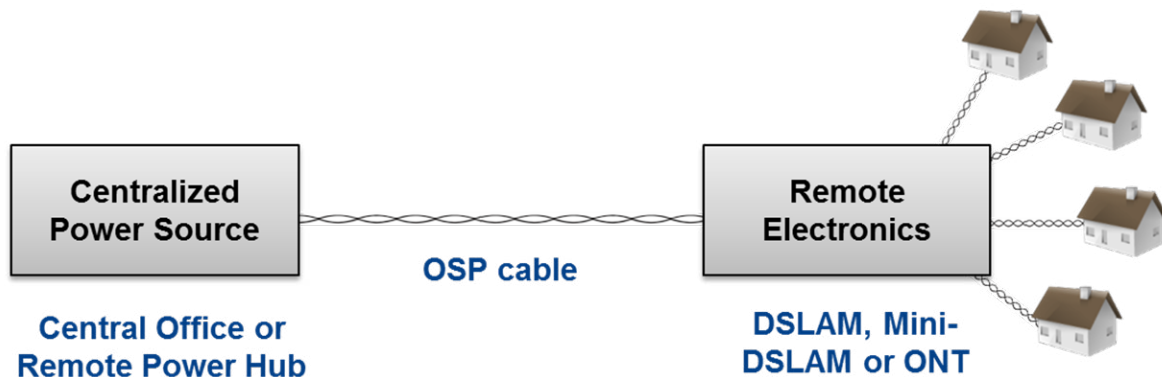 Centralized
Power Source
Remote
Electronics
OSP cable
Central Office or
Remote Power Hub
DSLAM, Mini-
DSLAM or ONT